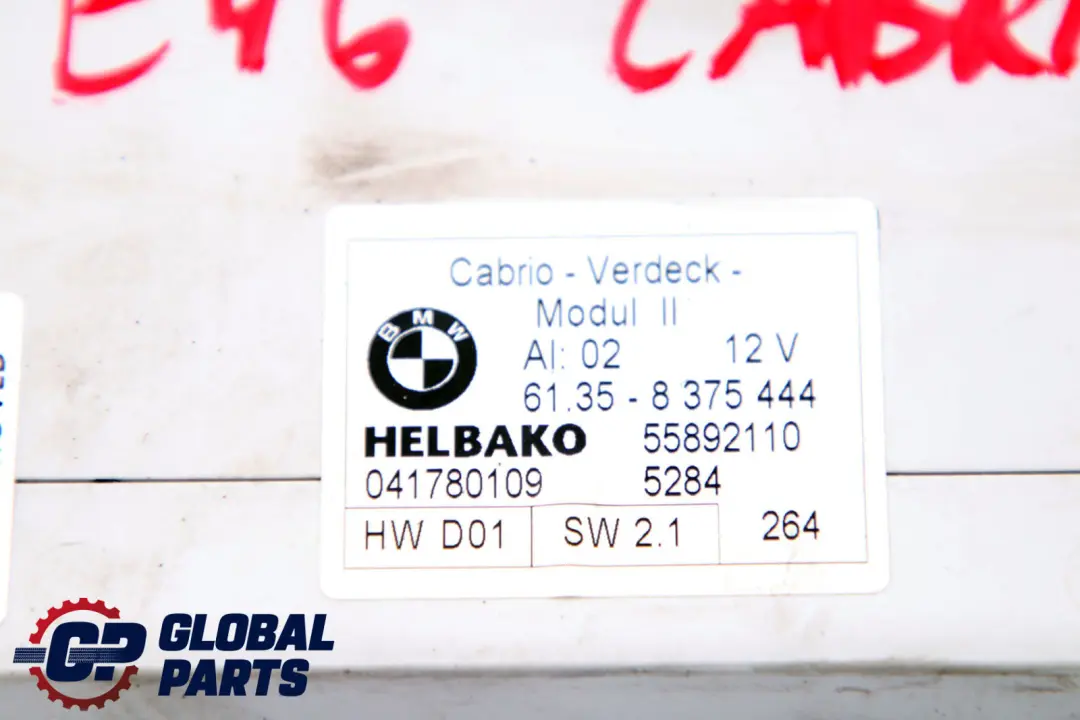 E46 CABRI
Cabrio - Verdeck -
Modul II
BMW
AI: 02 12 V
61.35 - 8 375 444
HELBAKO 55892110
041780109 5284
HW D01 SW 2.1 264
GP GLOBAL
PARTS